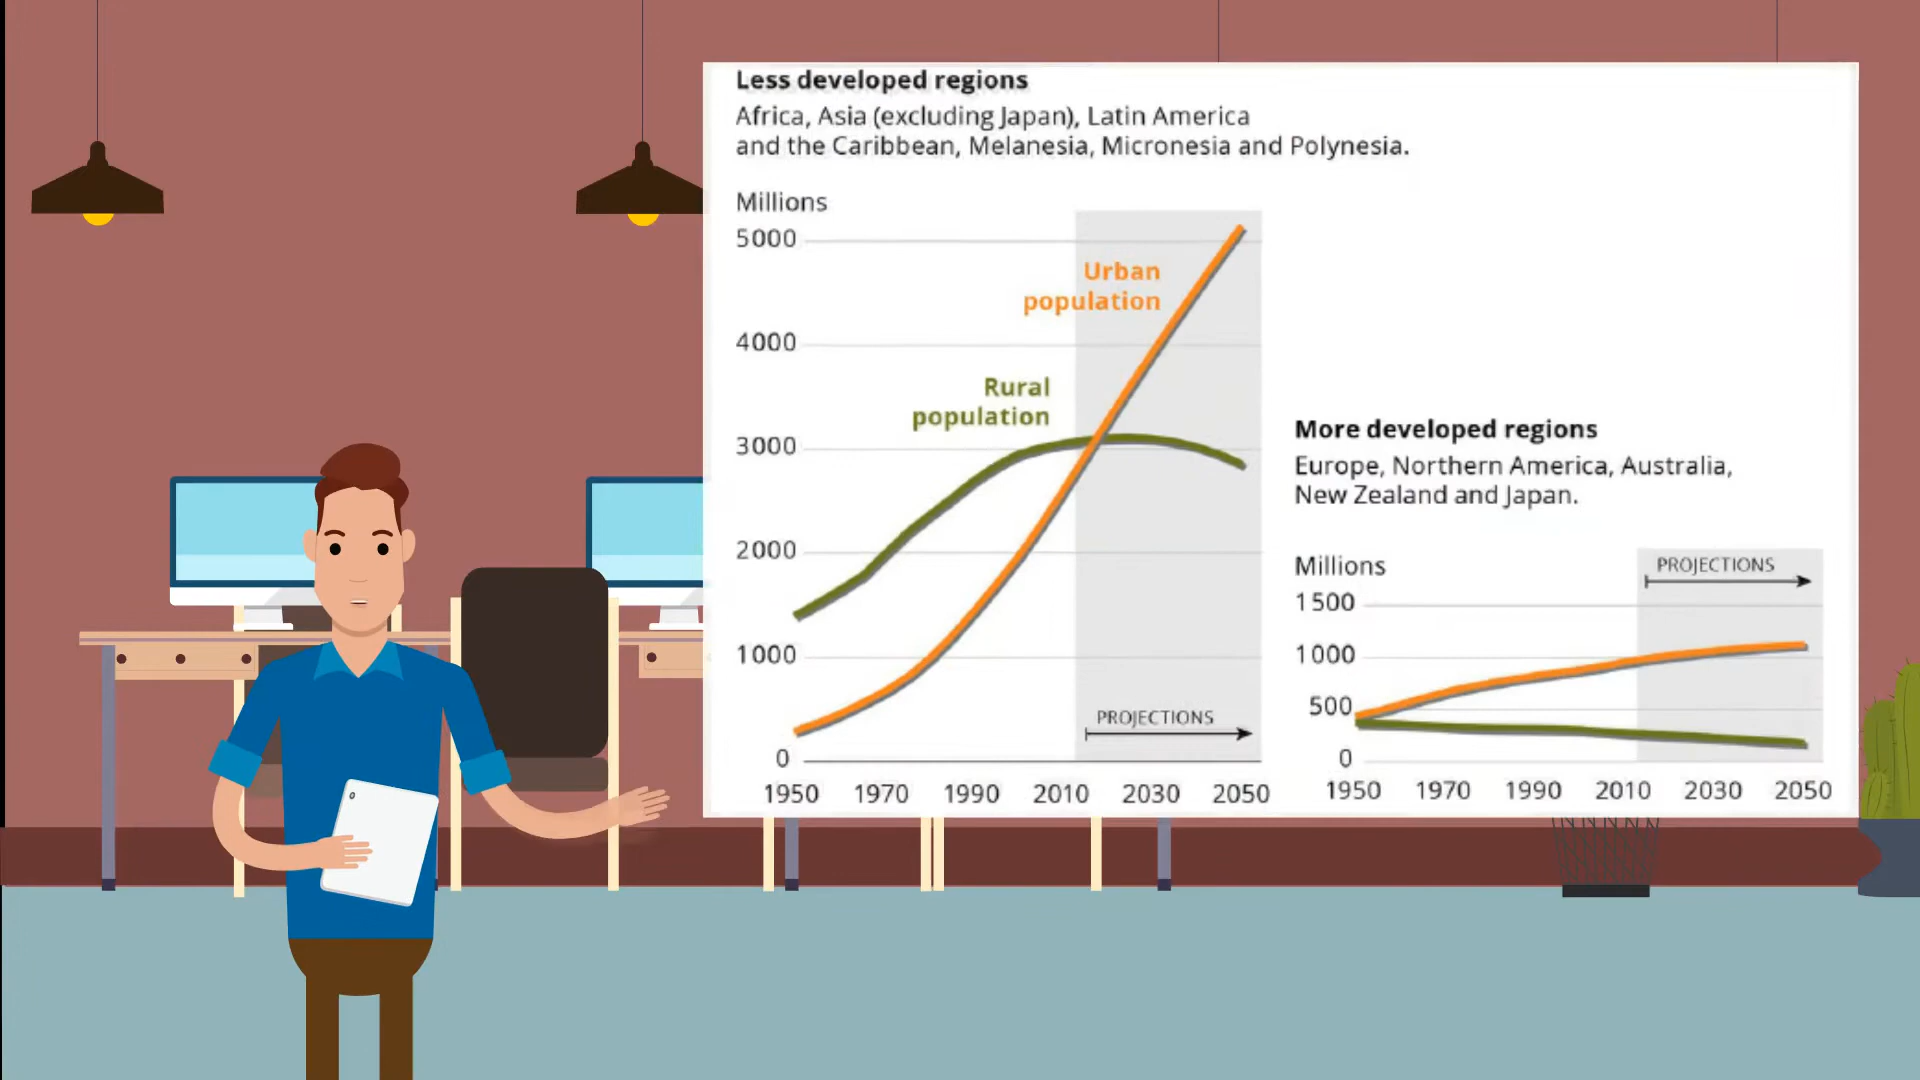 Less developed regions
Africa, Asia (excluding Japan), Latin America
and the Caribbean, Melanesia, Micronesia and Polynesia.
Millions
5000
4000
3000
2000
1000
0
Urban
population
Rural
population
PROJECTIONS
1950 1970 1990 2010 2030 2050
More developed regions
Europe, Northern America, Australia,
New Zealand and Japan.
Millions
1500
1000
500
0
PROJECTIONS
1950 1970 1990 2010 2030 2050